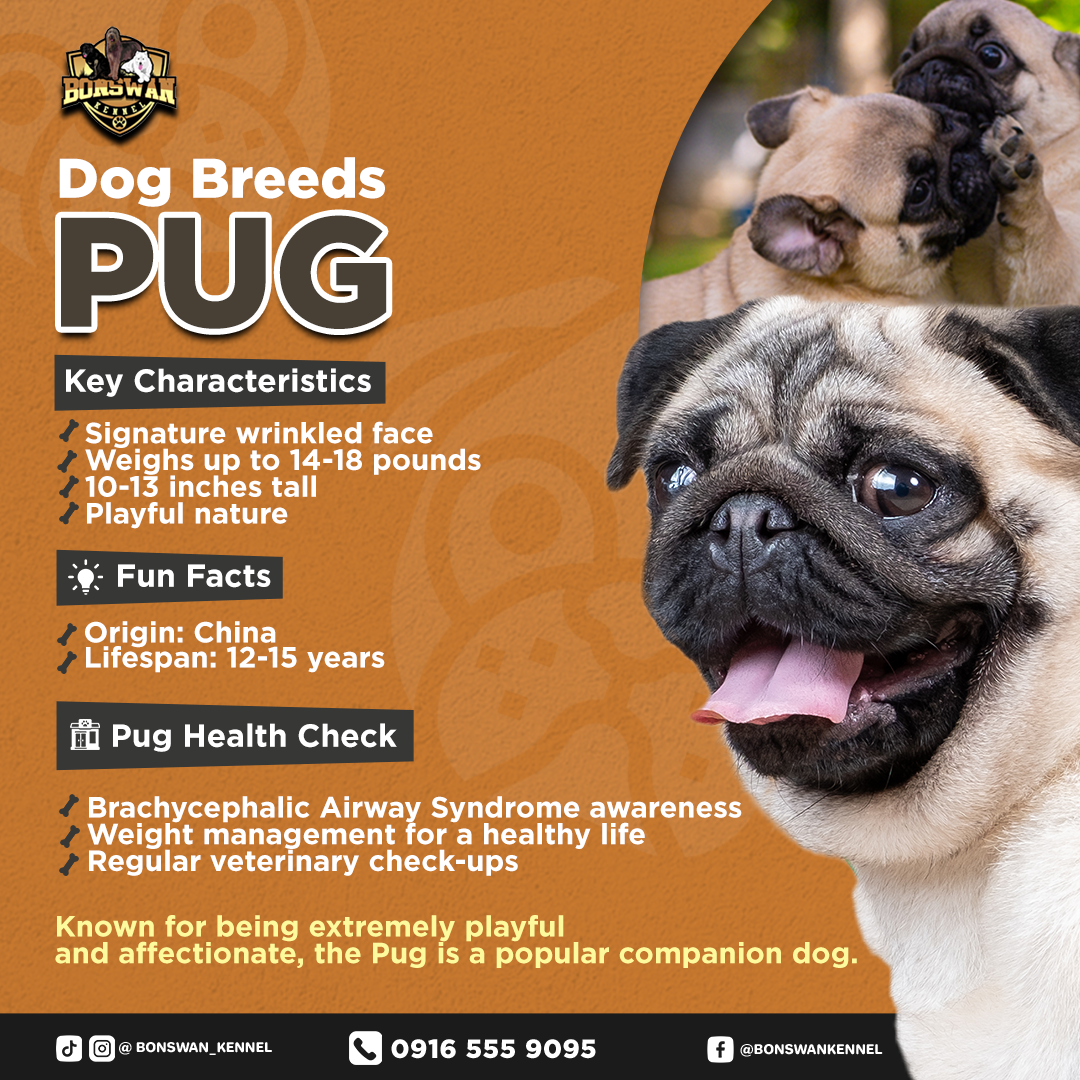 BONSWAN
KENNEL
Dog Breeds
PUG
Key Characteristics
Signature wrinkled face
Weighs up to 14-18 pounds
10-13 inches tall
Playful nature
Fun Facts
Origin: China
Lifespan: 12-15 years
Pug Health Check
Brachycephalic Airway Syndrome awareness
Weight management for a healthy life
Regular veterinary check-ups
Known for being extremely playful
and affectionate, the Pug is a popular companion dog.
@ BONSWAN_KENNEL
0916 555 9095
@BONSWANKENNEL